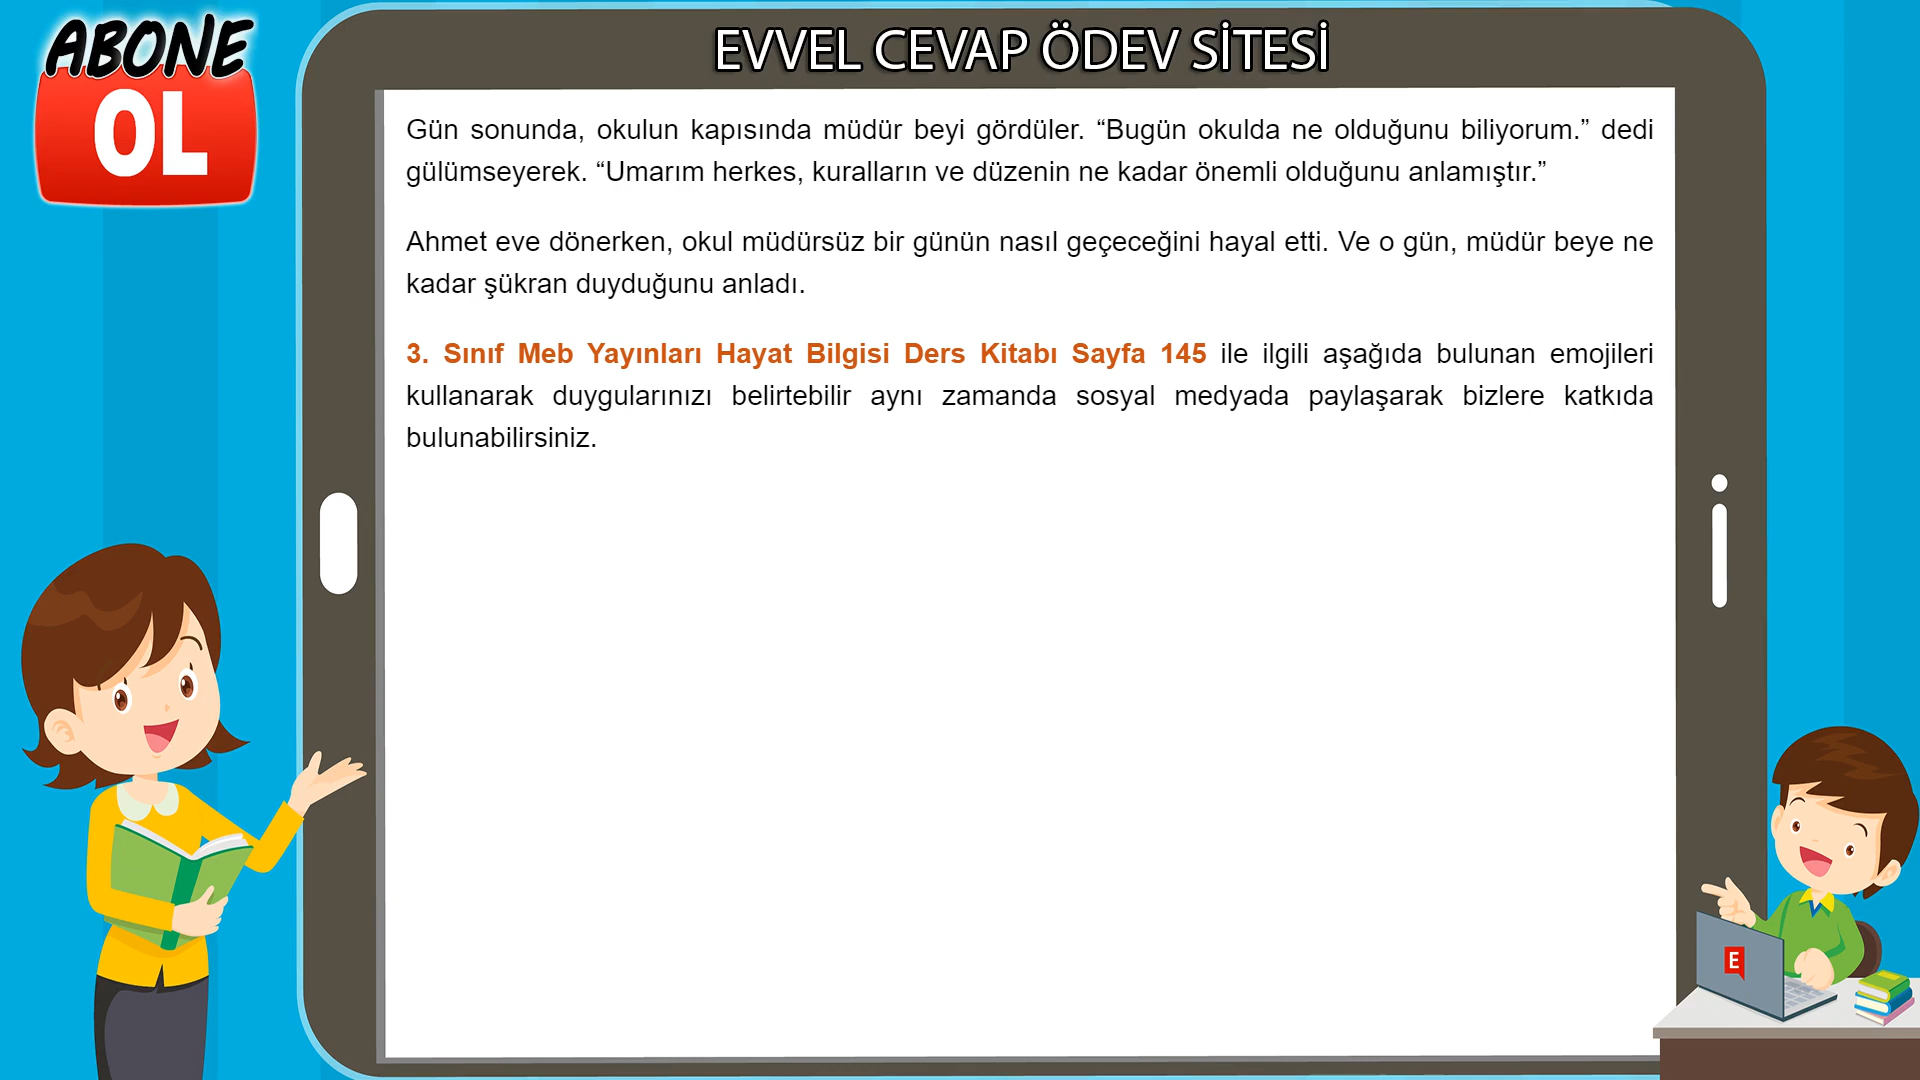 ABONE
OL
EVVEL CEVAP ÖDEV SİTESİ
Gün sonunda, okulun kapısında müdür beyi gördüler. “Bugün okulda ne olduğunu biliyorum.” dedi
gülümseyerek. “Umarım herkes, kuralların ve düzenin ne kadar önemli olduğunu anlamıştır.”
Ahmet eve dönerken, okul müdürsüz bir günün nasıl geçeceğini hayal etti. Ve o gün, müdür beye ne
kadar şükran duyduğunu anladı.
3. Sınıf Meb Yayınları Hayat Bilgisi Ders Kitabı Sayfa 145 ile ilgili aşağıda bulunan emojileri
kullanarak duygularınızı belirtebilir aynı zamanda sosyal medyada paylaşarak bizlere katkıda
bulunabilirsiniz.
E